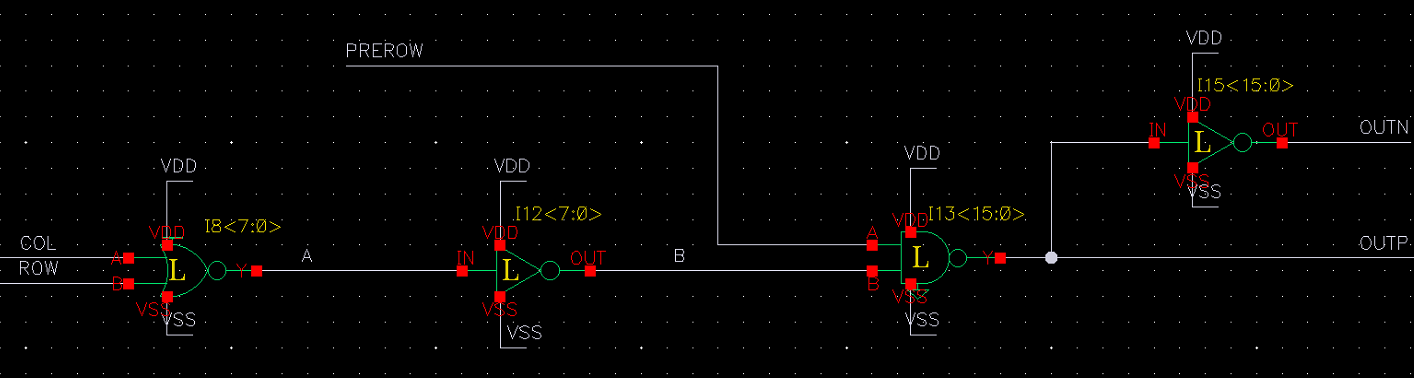 PREROW
VDD
I15<15:0>
VDD
IN
L
OUT
OUTN
VSS
VSS
VDD
I8<7:0>
VDD
COL
A
ROW
B
L
Y
VSS
VSS
A
VDD
I12<7:0>
VDD
IN
L
OUT
VSS
VSS
B
VDD
I13<15:0>
VDD
A
B
L
Y
VSS
VSS
OUTP